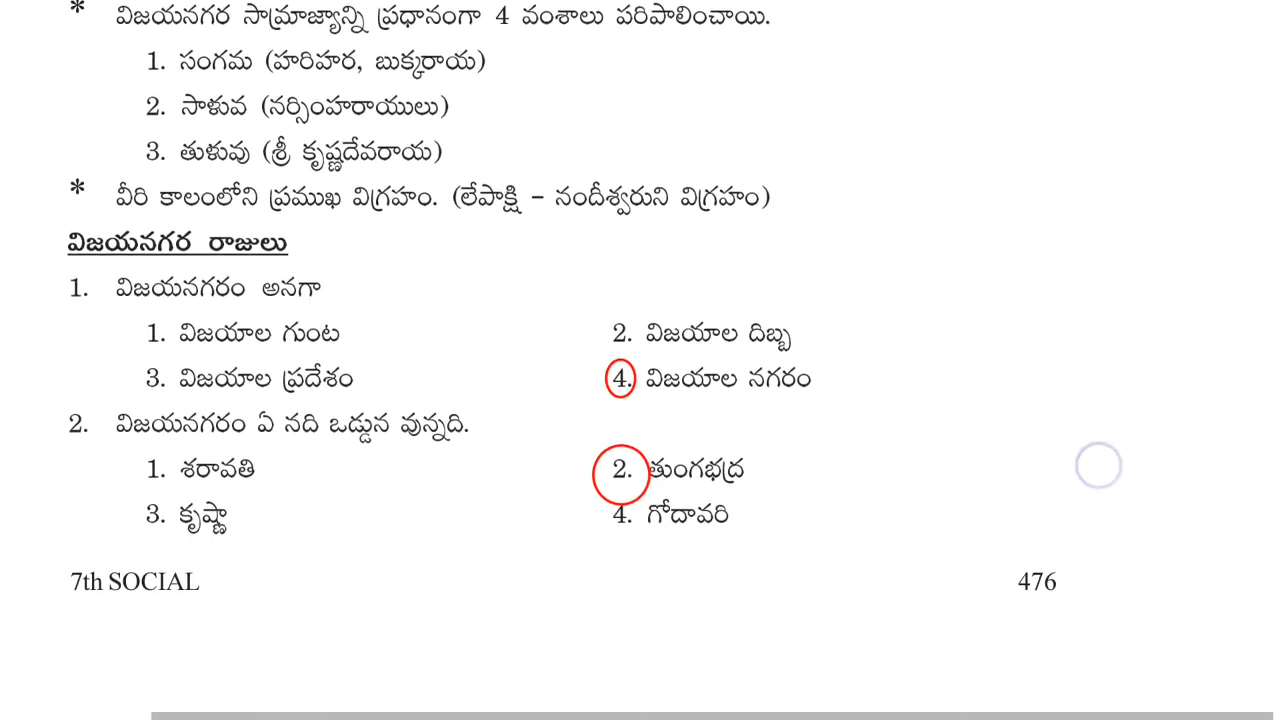 * విజయనగర సామ్రాజ్యాన్ని ప్రధానంగా 4 వంశాలు పరిపాలించాయి.
1. సంగమ (హరిహర, బుక్కరాయ)
2. సాళువ (నర్సింహరాయులు)
3. తుళువు (శ్రీ కృష్ణదేవరాయ)
* వీరి కాలంలోని ప్రముఖ విగ్రహం. (లేపాక్షి - నందీశ్వరుని విగ్రహం)
విజయనగర రాజులు
1. విజయనగరం అనగా
1. విజయాల గుంట 2. విజయాల దిబ్బ
3. విజయాల ప్రదేశం 4. విజయాల నగరం
2. విజయనగరం ఏ నది ఒడ్డున వున్నది.
1. శరావతి 2. తుంగభద్ర
3. కృష్ణా 4. గోదావరి
7th SOCIAL 476